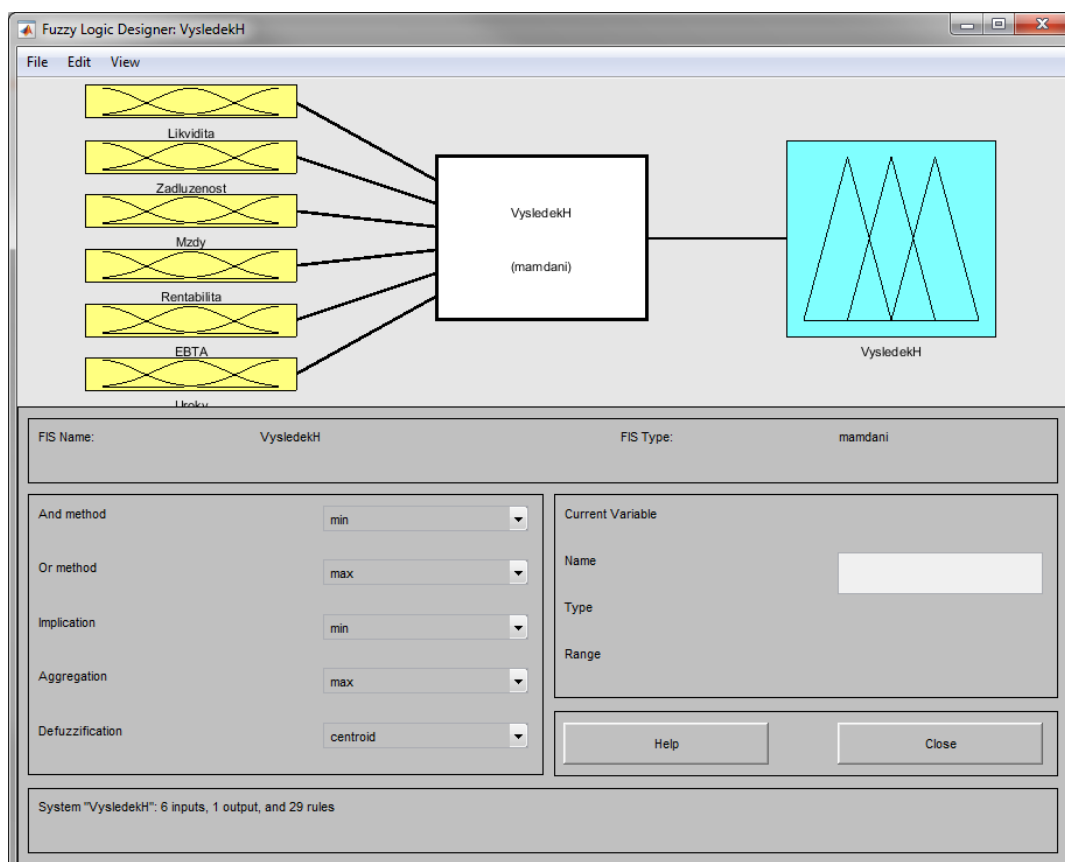 Fuzzy Logic Designer: VysledekH
File Edit View
Likvidita
Zadluzenost
Mzdy
Rentabilita
EBTA
VysledekH
(mamdani)
VysledekH
FIS Name: VysledekH FIS Type: mamdani
And method min
Or method max
Implication min
Aggregation max
Defuzzification centroid
Current Variable
Name
Type
Range
Help Close
System "VysledekH": 6 inputs, 1 output, and 29 rules